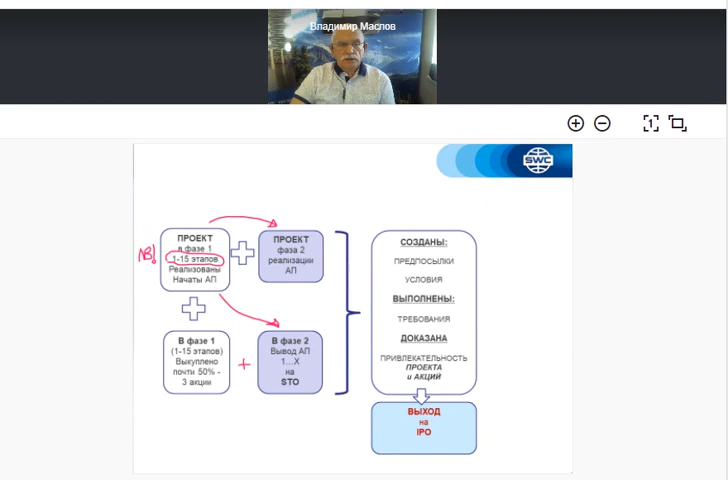 Владимир Маслов
1
SWC
ПРОЕКТ
в фазе 1
1-15 этапов
Реализованы
Начаты АП
NB!
ПРОЕКТ
фаза 2
реализации
АП
В фазе 1
(1-15 этапов)
Выкуплено
почти 50% -
3 акции
+
В фазе 2
Вывод АП
1...X
на
STO
СОЗДАНЫ:
ПРЕДПОСЫЛКИ
УСЛОВИЯ
ВЫПОЛНЕНЫ:
ТРЕБОВАНИЯ
ДОКАЗАНА
ПРИВЛЕКАТЕЛЬНОСТЬ
ПРОЕКТА
и АКЦИЙ
ВЫХОД
на
IPO